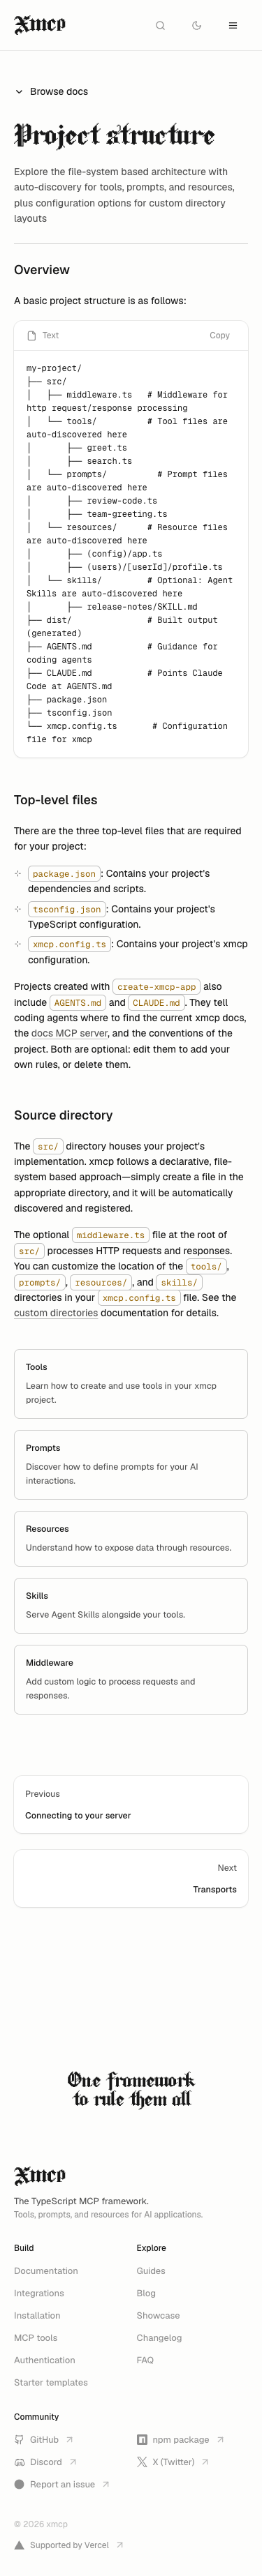 Xmcp
Browse docs
Project structure
Explore the file-system based architecture with
auto-discovery for tools, prompts, and resources,
plus configuration options for custom directory
layouts
Overview
A basic project structure is as follows:
Text Copy
my-project/
├── src/
│   ├── middleware.ts   # Middleware for
http request/response processing
│   └── tools/          # Tool files are
auto-discovered here
│       ├── greet.ts
│       ├── search.ts
│   └── prompts/          # Prompt files
are auto-discovered here
│       ├── review-code.ts
│       ├── team-greeting.ts
│   └── resources/      # Resource files
are auto-discovered here
│       ├── (config)/app.ts
│       ├── (users)/[userId]/profile.ts
│   └── skills/         # Optional: Agent
Skills are auto-discovered here
│       ├── release-notes/SKILL.md
├── dist/               # Built output
(generated)
├── AGENTS.md           # Guidance for
coding agents
├── CLAUDE.md           # Points Claude
Code at AGENTS.md
├── package.json
├── tsconfig.json
└── xmcp.config.ts       # Configuration
file for xmcp
Top-level files
There are the three top-level files that are required
for your project:
package.json: Contains your project's
dependencies and scripts.
tsconfig.json: Contains your project's
TypeScript configuration.
xmcp.config.ts: Contains your project's xmcp
configuration.
Projects created with create-xmcp-app also
include AGENTS.md and CLAUDE.md. They tell
coding agents where to find the current xmcp docs,
the docs MCP server, and the conventions of the
project. Both are optional: edit them to add your
own rules, or delete them.
Source directory
The src/ directory houses your project's
implementation. xmcp follows a declarative, file-
system based approach—simply create a file in the
appropriate directory, and it will be automatically
discovered and registered.
The optional middleware.ts file at the root of
src/ processes HTTP requests and responses.
You can customize the location of the tools/,
prompts/, resources/, and skills/
directories in your xmcp.config.ts file. See the
custom directories documentation for details.
Tools
Learn how to create and use tools in your xmcp
project.
Prompts
Discover how to define prompts for your AI
interactions.
Resources
Understand how to expose data through resources.
Skills
Serve Agent Skills alongside your tools.
Middleware
Add custom logic to process requests and
responses.
Previous
Connecting to your server
Next
Transports
One framework
to rule them all
Xmcp
The TypeScript MCP framework.
Tools, prompts, and resources for AI applications.
Build
Documentation
Integrations
Installation
MCP tools
Authentication
Starter templates
Explore
Guides
Blog
Showcase
Changelog
FAQ
Community
GitHub
npm package
Discord
X (Twitter)
Report an issue
© 2026 xmcp
Supported by Vercel